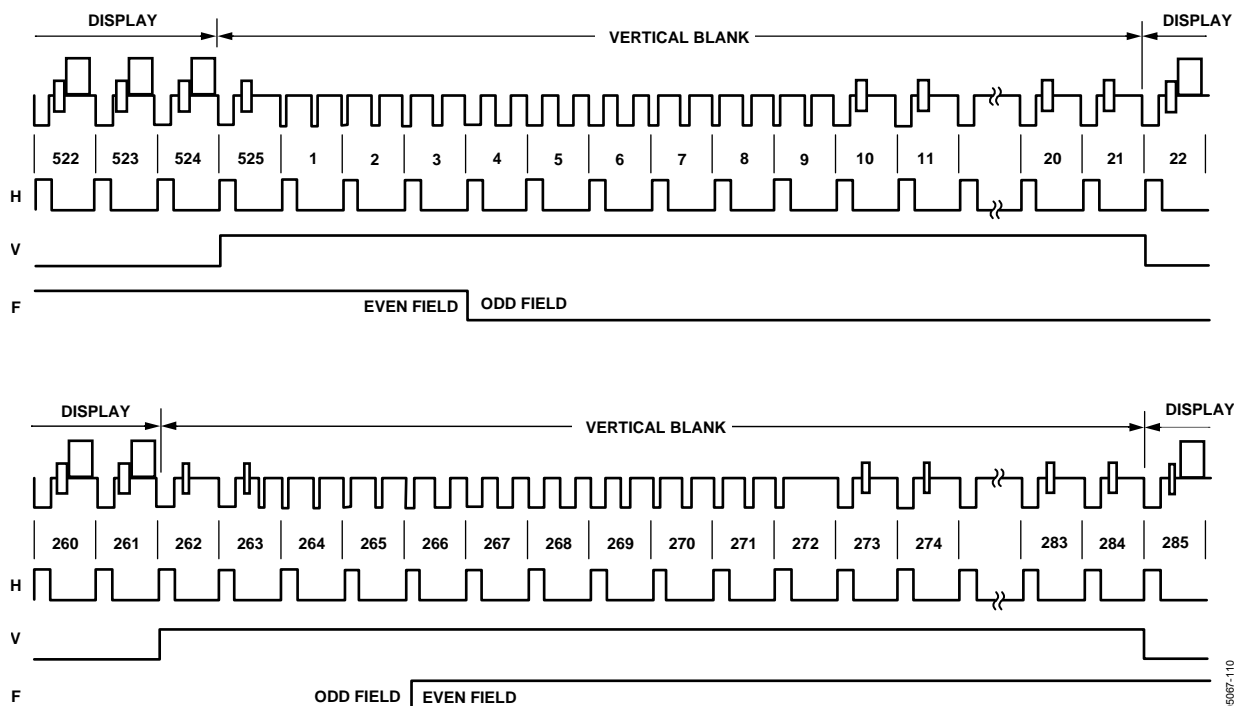 DISPLAY VERTICAL BLANK DISPLAY
522 523 524 525 1 2 3 4 5 6 7 8 9 10 11 20 21 22
H
V
F EVEN FIELD ODD FIELD
DISPLAY VERTICAL BLANK DISPLAY
260 261 262 263 264 265 266 267 268 269 270 271 272 273 274 283 284 285
H
V
F ODD FIELD EVEN FIELD